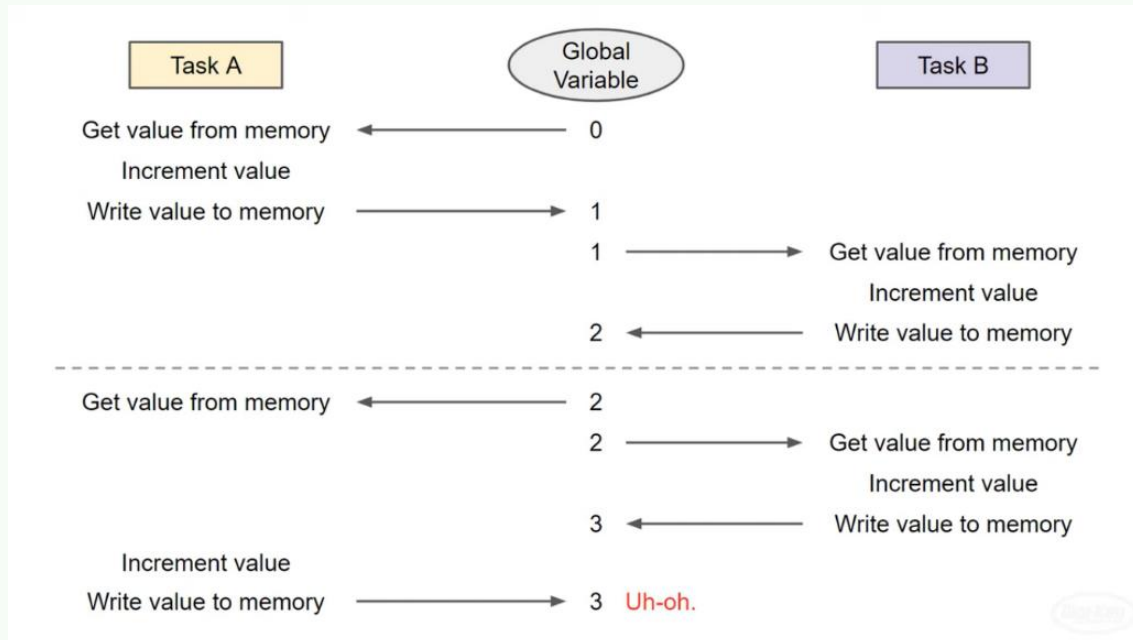 Task A
Global
Variable
Task B
Get value from memory
0
Increment value
Write value to memory
1
1
Get value from memory
Increment value
2
Write value to memory
Get value from memory
2
2
Get value from memory
Increment value
3
Write value to memory
Increment value
Write value to memory
3 Uh-oh.